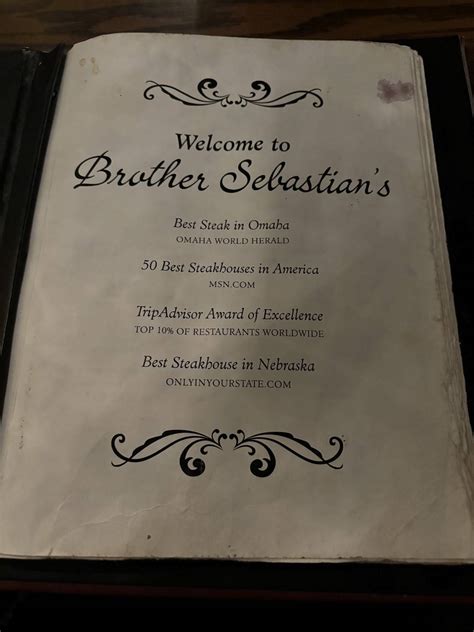 Welcome to
Brother Sebastian's
Best Steak in Omaha
OMAHA WORLD HERALD
50 Best Steakhouses in America
MSN.COM
TripAdvisor Award of Excellence
TOP 10% OF RESTAURANTS WORLDWIDE
Best Steakhouse in Nebraska
ONLYINYOURSTATE.COM